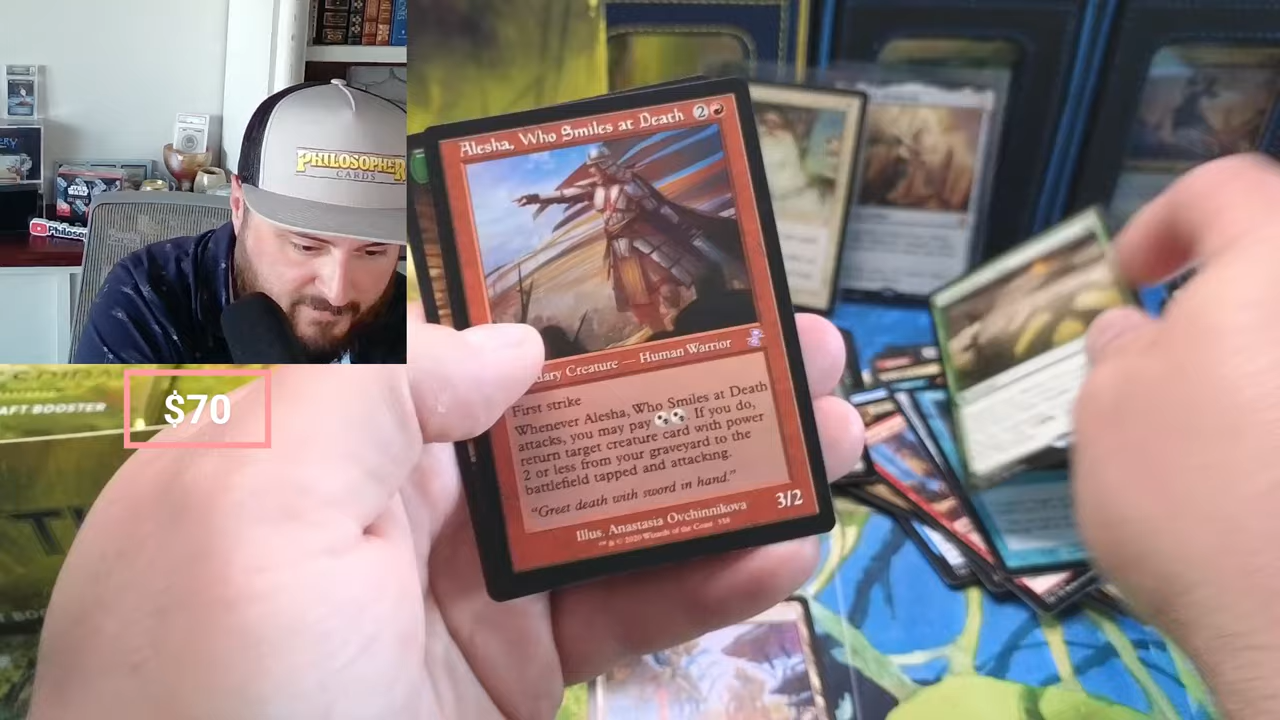 PHILOSOPHER
CARDS
Philoso
$70
AFT BOOSTER
Alesha, Who Smiles at Death 2
dary Creature — Human Warrior
First strike
Whenever Alesha, Who Smiles at Death
attacks, you may pay . If you do,
return target creature card with power
2 or less from your graveyard to the
battlefield tapped and attacking.
"Greet death with sword in hand."
3/2
Illus. Anastasia Ovchinnikova
™ & © 2020 Wizards of the Coast